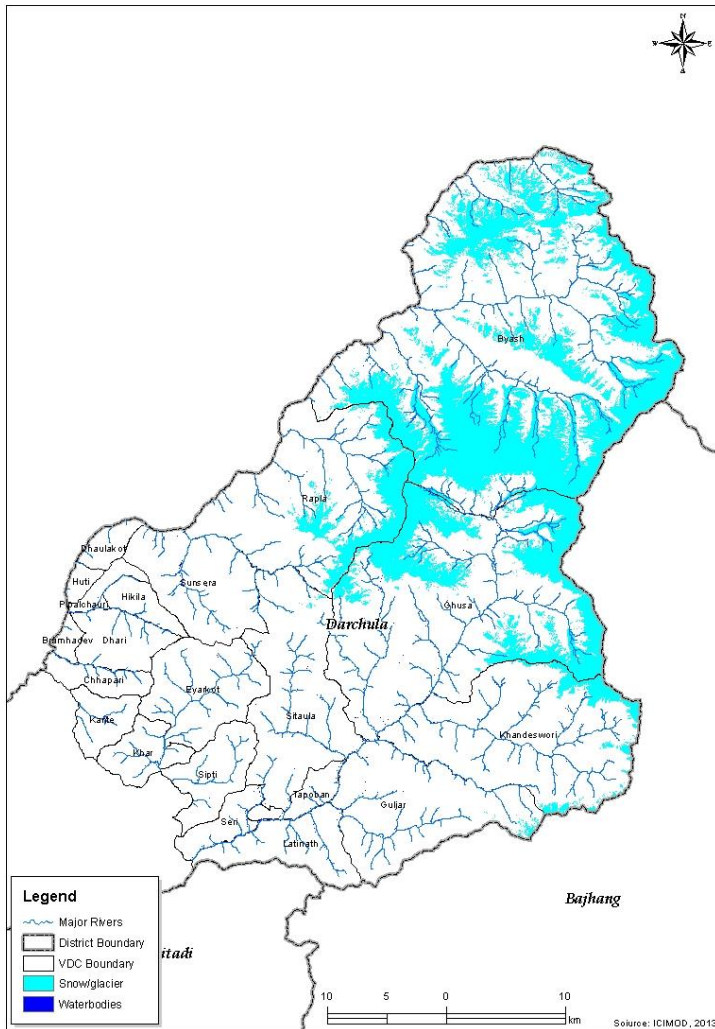 N
W
E
S
Byash
Rapla
Dhaulakot
Huti
Hikila
Sunsera
Pipalchauri
Ghusa
Darchula
Bramhadev
Dhari
Chhapari
Eyarkot
Kante
Sitaula
Khandeswori
Khar
Sipti
Tapoban
Guljar
Seri
Latinath
Legend
Major Rivers
District Boundary
VDC Boundary
Snow/glacier
Waterbodies
itadi
Bajhang
10 5 0 10
km
Soiurce: ICIMOD, 2013